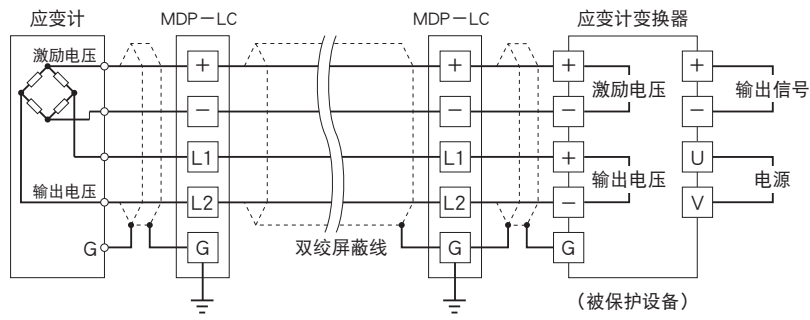 应变计
MDP－LC
MDP－LC
应变计变换器
激励电压
＋
＋
＋
＋
激励电压
输出信号
－
－
－
－
L1
L1
＋
U
输出电压
电源
输出电压
L2
L2
－
V
G
G
双绞屏蔽线
G
G
（被保护设备）